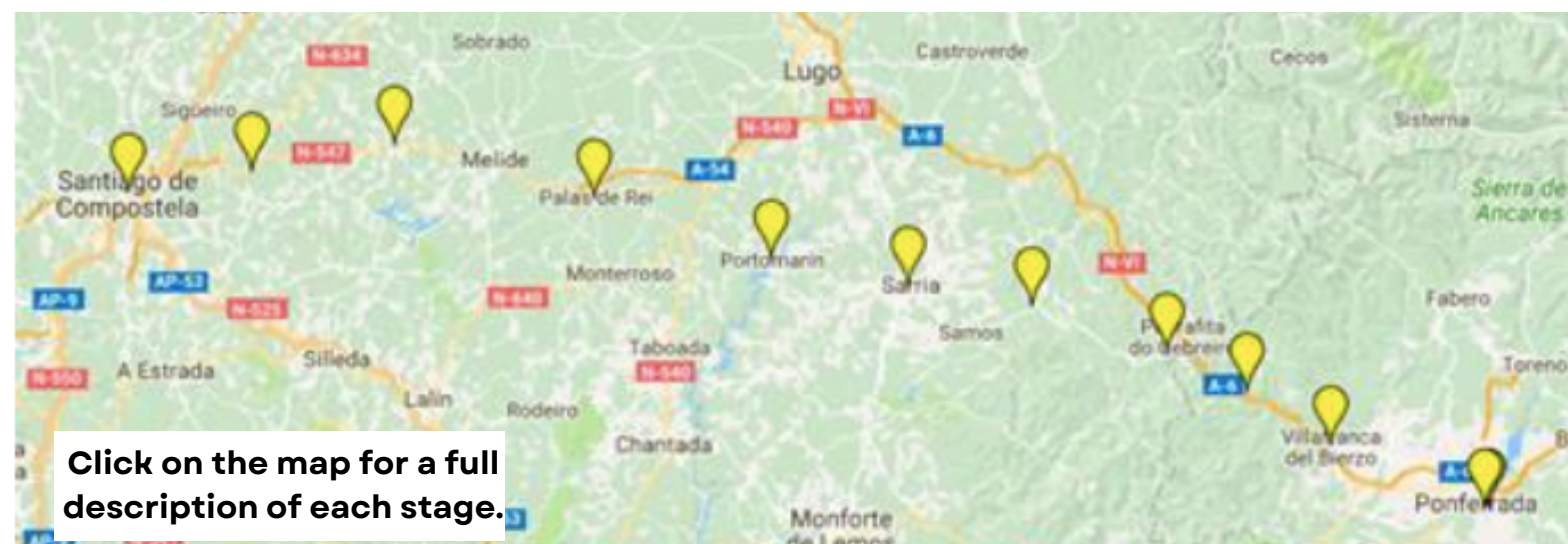 Sobrado
Castroverde
N-634
Cecos
Lugo
Sigüeiro
N-VI
Sisterna
N-540
A-6
N-547
Melide
A-54
Santiago de
Compostela
Palas de Rei
Sierra de
Ancares
Portomarín
N-VI
Monterroso
AP-53
Sarria
AP-9
N-640
Fabero
N-525
Samos
do Cebreiro
Taboada
Silleda
A Estrada
N-550
N-540
Toreno
A-6
Lalín
Rodeiro
Chantada
Villafranca
del Bierzo
Click on the map for a full
description of each stage.
Ponferrada
Monforte
de Lemos